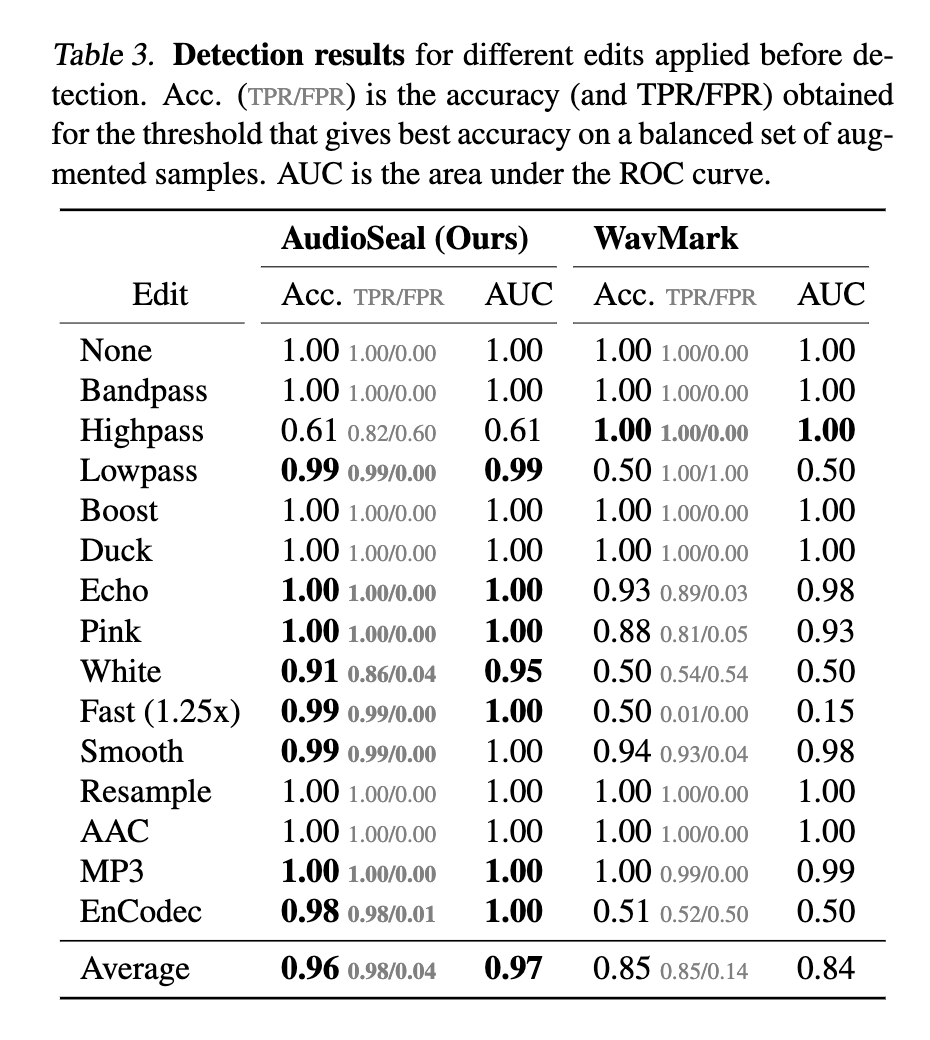 Table 3. Detection results for different edits applied before de-
tection. Acc. (TPR/FPR) is the accuracy (and TPR/FPR) obtained
for the threshold that gives best accuracy on a balanced set of aug-
mented samples. AUC is the area under the ROC curve.
AudioSeal (Ours) WavMark
Edit Acc. TPR/FPR AUC Acc. TPR/FPR AUC
None 1.00 1.00/0.00 1.00 1.00 1.00/0.00 1.00
Bandpass 1.00 1.00/0.00 1.00 1.00 1.00/0.00 1.00
Highpass 0.61 0.82/0.60 0.61 1.00 1.00/0.00 1.00
Lowpass 0.99 0.99/0.00 0.99 0.50 1.00/1.00 0.50
Boost 1.00 1.00/0.00 1.00 1.00 1.00/0.00 1.00
Duck 1.00 1.00/0.00 1.00 1.00 1.00/0.00 1.00
Echo 1.00 1.00/0.00 1.00 0.93 0.89/0.03 0.98
Pink 1.00 1.00/0.00 1.00 0.88 0.81/0.05 0.93
White 0.91 0.86/0.04 0.95 0.50 0.54/0.54 0.50
Fast (1.25x) 0.99 0.99/0.00 1.00 0.50 0.01/0.00 0.15
Smooth 0.99 0.99/0.00 1.00 0.94 0.93/0.04 0.98
Resample 1.00 1.00/0.00 1.00 1.00 1.00/0.00 1.00
AAC 1.00 1.00/0.00 1.00 1.00 1.00/0.00 1.00
MP3 1.00 1.00/0.00 1.00 1.00 0.99/0.00 0.99
EnCodec 0.98 0.98/0.01 1.00 0.51 0.52/0.50 0.50
Average 0.96 0.98/0.04 0.97 0.85 0.85/0.14 0.84